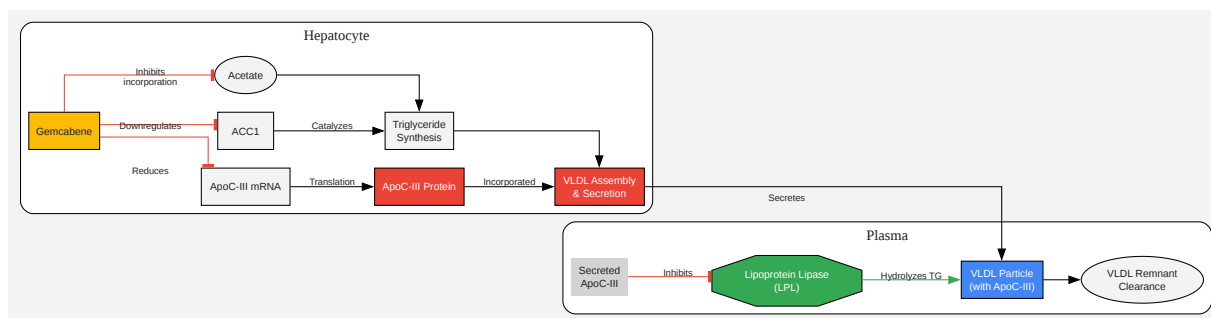 Hepatocyte
Inhibits
incorporation
Acetate
Gemcabene
Downregulates
ACC1
Catalyzes
Triglyceride
Synthesis
Reduces
ApoC-III mRNA
Translation
ApoC-III Protein
Incorporated
VLDL Assembly
& Secretion
Secretes
Plasma
Secreted
ApoC-III
Inhibits
Lipoprotein Lipase
(LPL)
Hydrolyzes TG
VLDL Particle
(with ApoC-III)
VLDL Remnant
Clearance